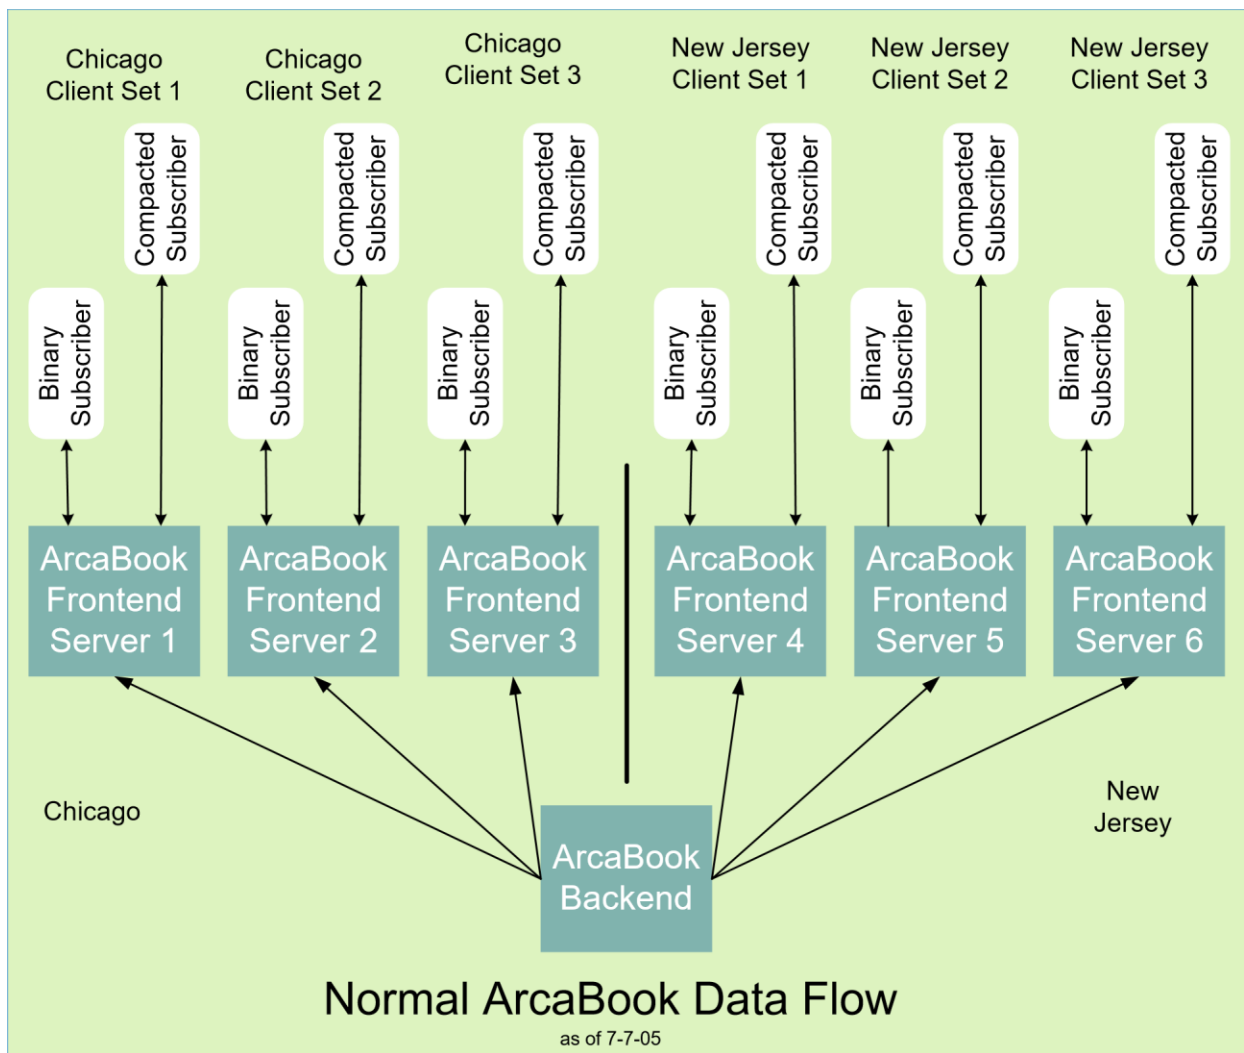 Chicago
Client Set 1
Chicago
Client Set 2
Chicago
Client Set 3
New Jersey
Client Set 1
New Jersey
Client Set 2
New Jersey
Client Set 3
Compacted
Subscriber
Compacted
Subscriber
Compacted
Subscriber
Compacted
Subscriber
Compacted
Subscriber
Compacted
Subscriber
Binary
Subscriber
Binary
Subscriber
Binary
Subscriber
Binary
Subscriber
Binary
Subscriber
Binary
Subscriber
ArcaBook
Frontend
Server 1
ArcaBook
Frontend
Server 2
ArcaBook
Frontend
Server 3
ArcaBook
Frontend
Server 4
ArcaBook
Frontend
Server 5
ArcaBook
Frontend
Server 6
Chicago
New
Jersey
ArcaBook
Backend
Normal ArcaBook Data Flow
as of 7-7-05